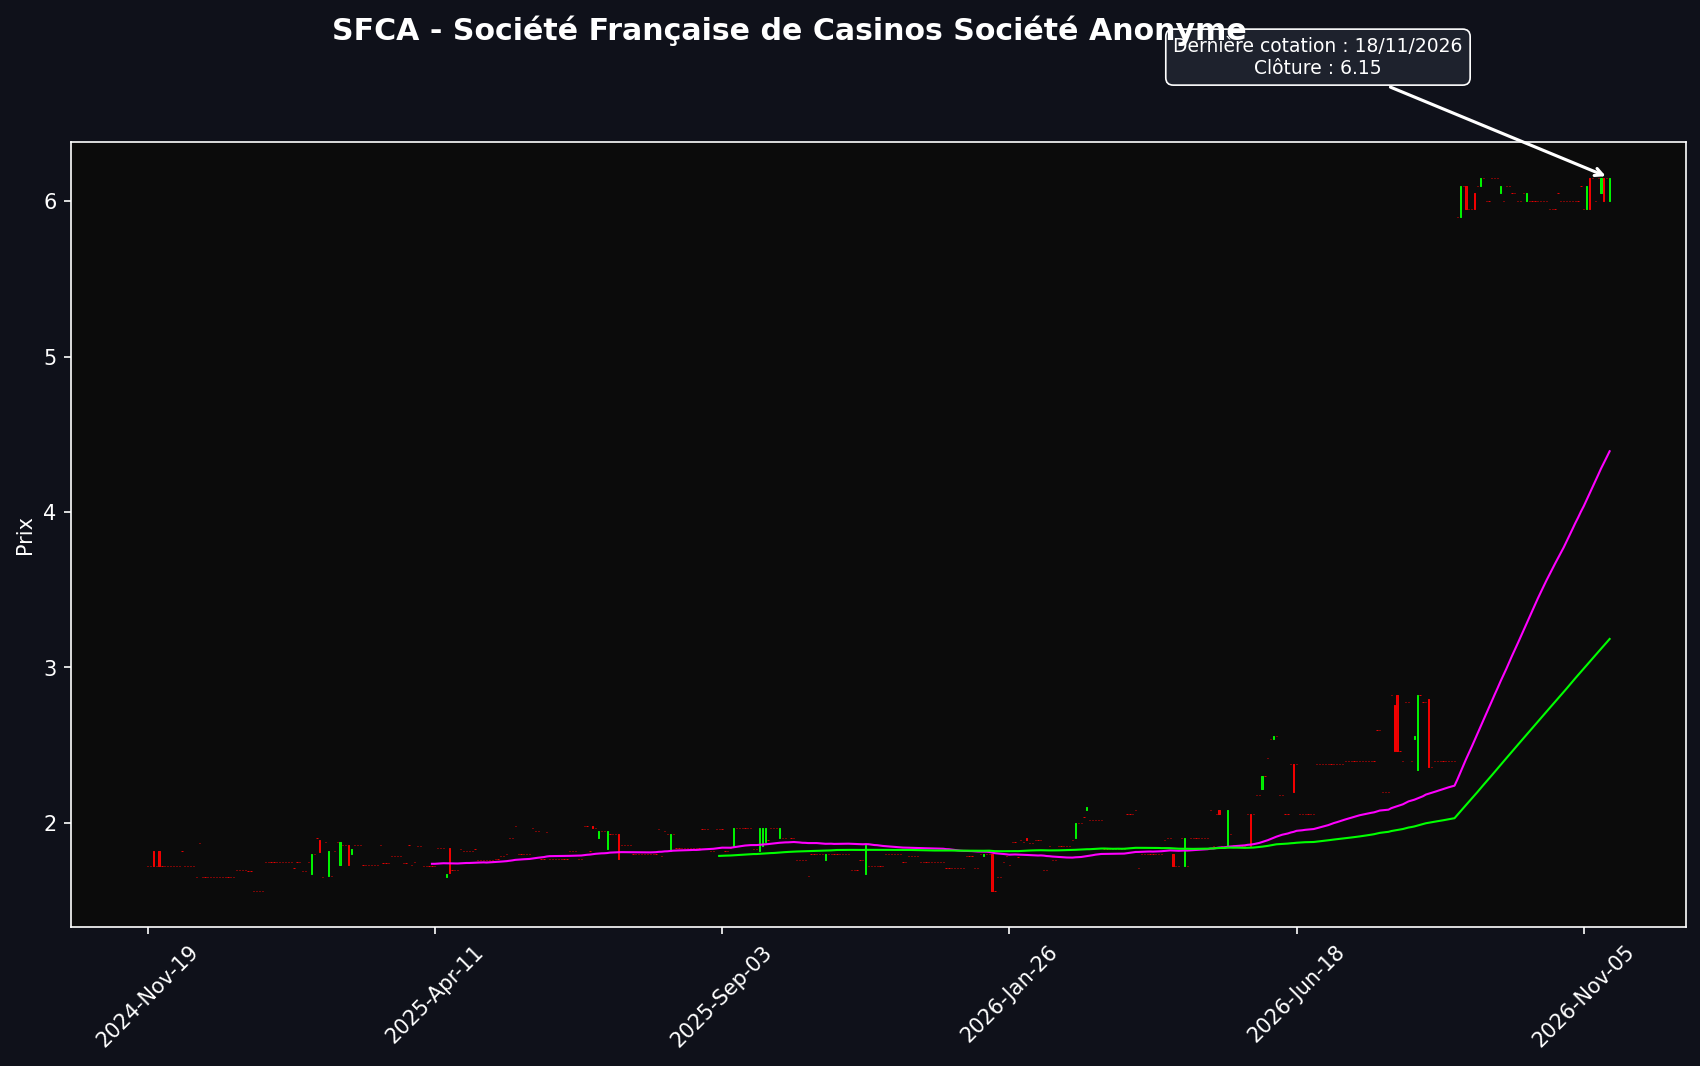 SFCA - Société Française de Casinos Société Anonyme
Dernière cotation : 18/11/2026
Clôture : 6.15
Prix
6
5
4
3
2
2024-Nov-19
2025-Apr-11
2025-Sep-03
2026-Jan-26
2026-Jun-18
2026-Nov-05